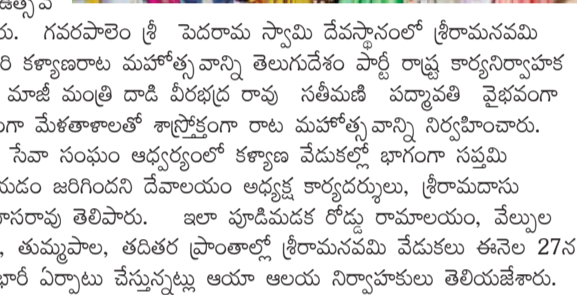 రు. గవరపాలెం శ్రీ పెదరామ స్వామి దేవస్థానంలో శ్రీరామనవమి
రి కళ్యాణరాట మహోత్సవాన్ని తెలుగుదేశం పార్టీ రాష్ట్ర కార్యనిర్వాహక
మాజీ మంత్రి దాడి వీరభద్ర రావు సతీమణి పద్మావతి వైభవంగా
గా మేళతాళాలతో శాస్త్రోక్తంగా రాట మహోత్సవాన్ని నిర్వహించారు.
సేవా సంఘం ఆధ్వర్యంలో కళ్యాణ వేడుకల్లో భాగంగా సప్తమి
యడం జరిగిందని దేవాలయం అధ్యక్ష కార్యదర్శులు, శ్రీరామదాసు
ాసరావు తెలిపారు. ఇలా పూడిమడక రోడ్డు రామాలయం, వేల్పుల
, తుమ్మపాల, తదితర ప్రాంతాల్లో శ్రీరామనవమి వేడుకలు ఈనెల 27న
భారీ ఏర్పాటు చేస్తున్నట్లు ఆయా ఆలయ నిర్వాహకులు తెలియజేశారు.